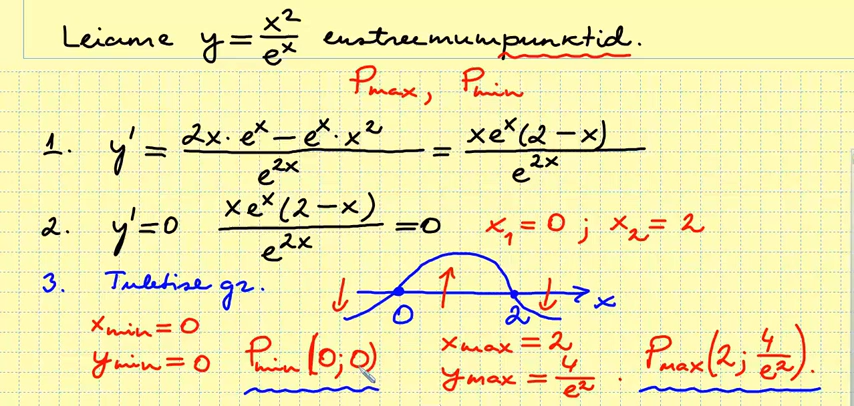 Leiame y = x²/eˣ ekstreemumpunktid.
Pmax, Pmin
1. y' = (2x · eˣ − eˣ · x²)/e²ˣ = xeˣ(2 − x)/e²ˣ
2. y' = 0 xeˣ(2 − x)/e²ˣ = 0 x₁ = 0 ; x₂ = 2
3. Tuletise gr.
↓ 0 ↑ 2 ↓ x
xmin = 0
ymin = 0 Pmin(0; 0)
xmax = 2
ymax = 4/e² . Pmax(2; 4/e²).